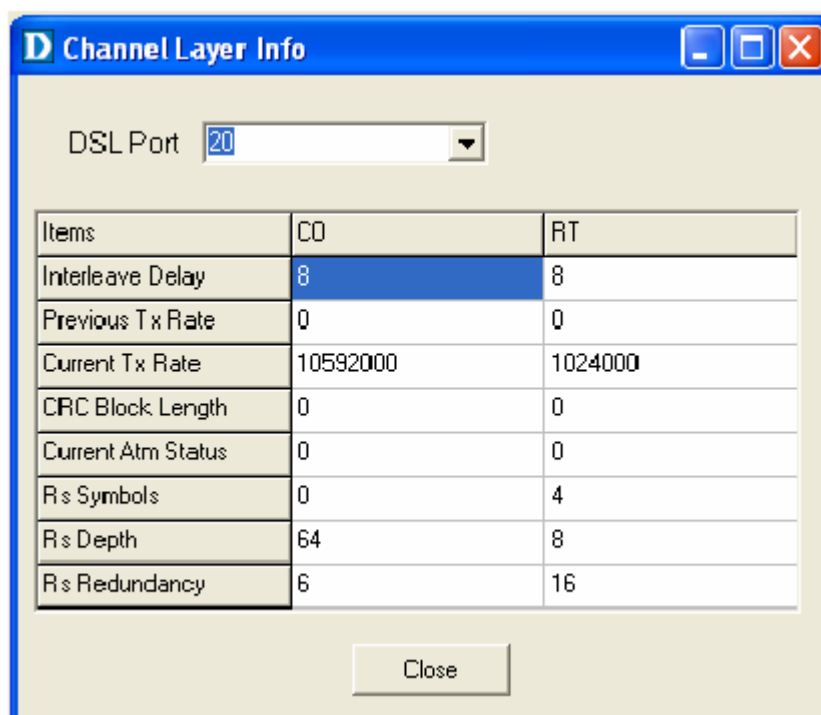 D Channel Layer Info
DSL Port 20
Items CO RT
Interleave Delay 8 8
Previous Tx Rate 0 0
Current Tx Rate 10592000 1024000
CRC Block Length 0 0
Current Atm Status 0 0
Rs Symbols 0 4
Rs Depth 64 8
Rs Redundancy 6 16
Close